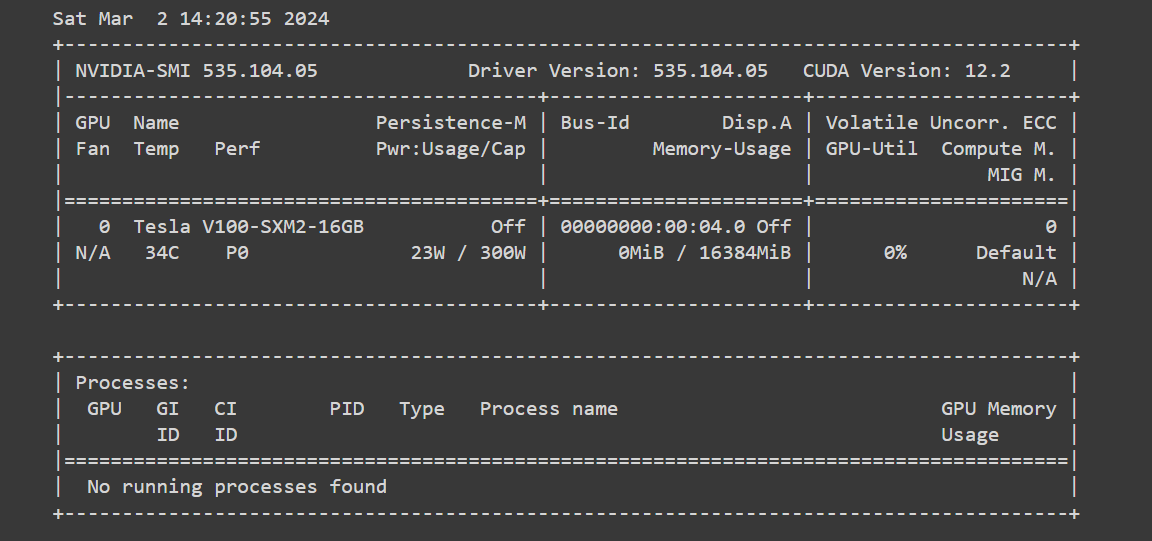 Sat Mar  2 14:20:55 2024
+---------------------------------------------------------------------------------------+
| NVIDIA-SMI 535.104.05             Driver Version: 535.104.05   CUDA Version: 12.2     |
|-----------------------------------------+----------------------+----------------------+
| GPU  Name                 Persistence-M | Bus-Id        Disp.A | Volatile Uncorr. ECC |
| Fan  Temp   Perf          Pwr:Usage/Cap |         Memory-Usage | GPU-Util  Compute M. |
|                                         |                      |               MIG M. |
|=========================================+======================+======================|
|   0  Tesla V100-SXM2-16GB           Off | 00000000:00:04.0 Off |                    0 |
| N/A   34C    P0              23W / 300W |      0MiB / 16384MiB |      0%      Default |
|                                         |                      |                  N/A |
+-----------------------------------------+----------------------+----------------------+

+---------------------------------------------------------------------------------------+
| Processes:                                                                            |
|  GPU   GI   CI        PID   Type   Process name                            GPU Memory |
|        ID   ID                                                             Usage      |
|=======================================================================================|
|  No running processes found                                                           |
+---------------------------------------------------------------------------------------+